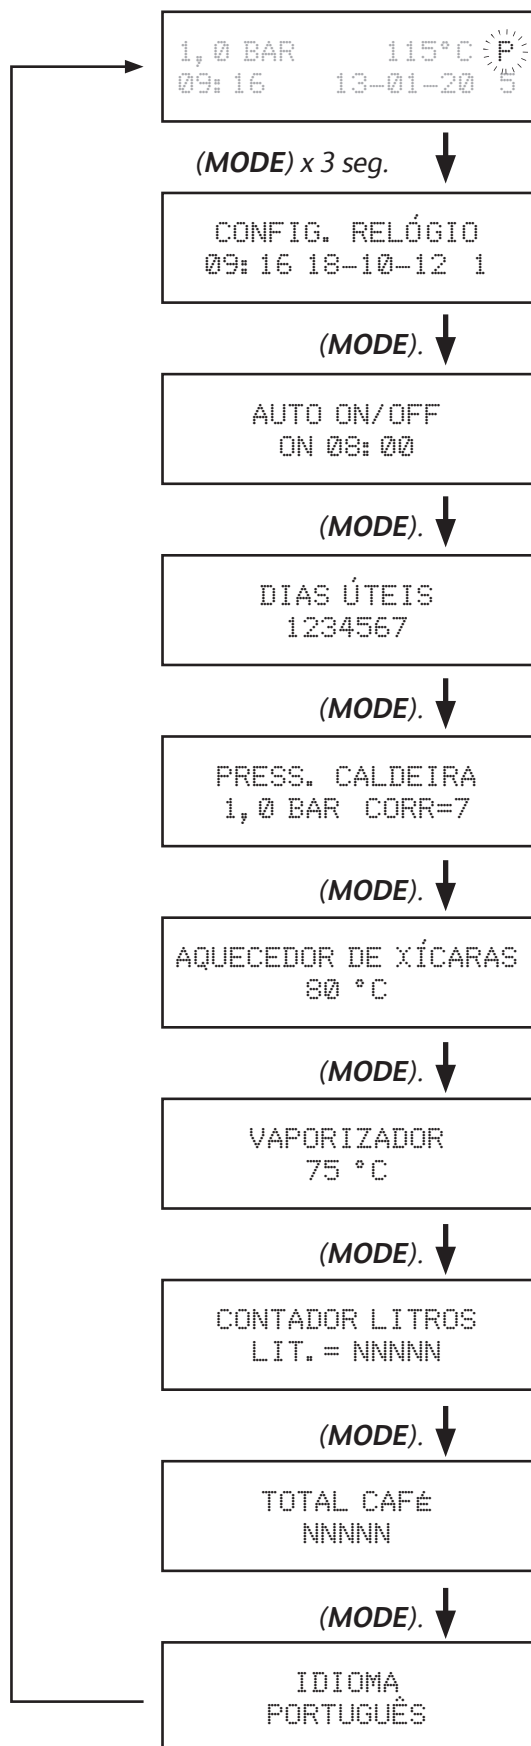 1,0 BAR 115°C P
09:16 13-01-20 5
(MODE) x 3 seg.
CONFIG. RELÓGIO
09:16 18-10-12 1
(MODE).
AUTO ON/OFF
ON 08:00
(MODE).
DIAS ÚTEIS
1234567
(MODE).
PRESS. CALDEIRA
1,0 BAR CORR=7
(MODE).
AQUECEDOR DE XÍCARAS
80 °C
(MODE).
VAPORIZADOR
75 °C
(MODE).
CONTADOR LITROS
LIT.= NNNNN
(MODE).
TOTAL CAFÉ
NNNNN
(MODE).
IDIOMA
PORTUGUÊS